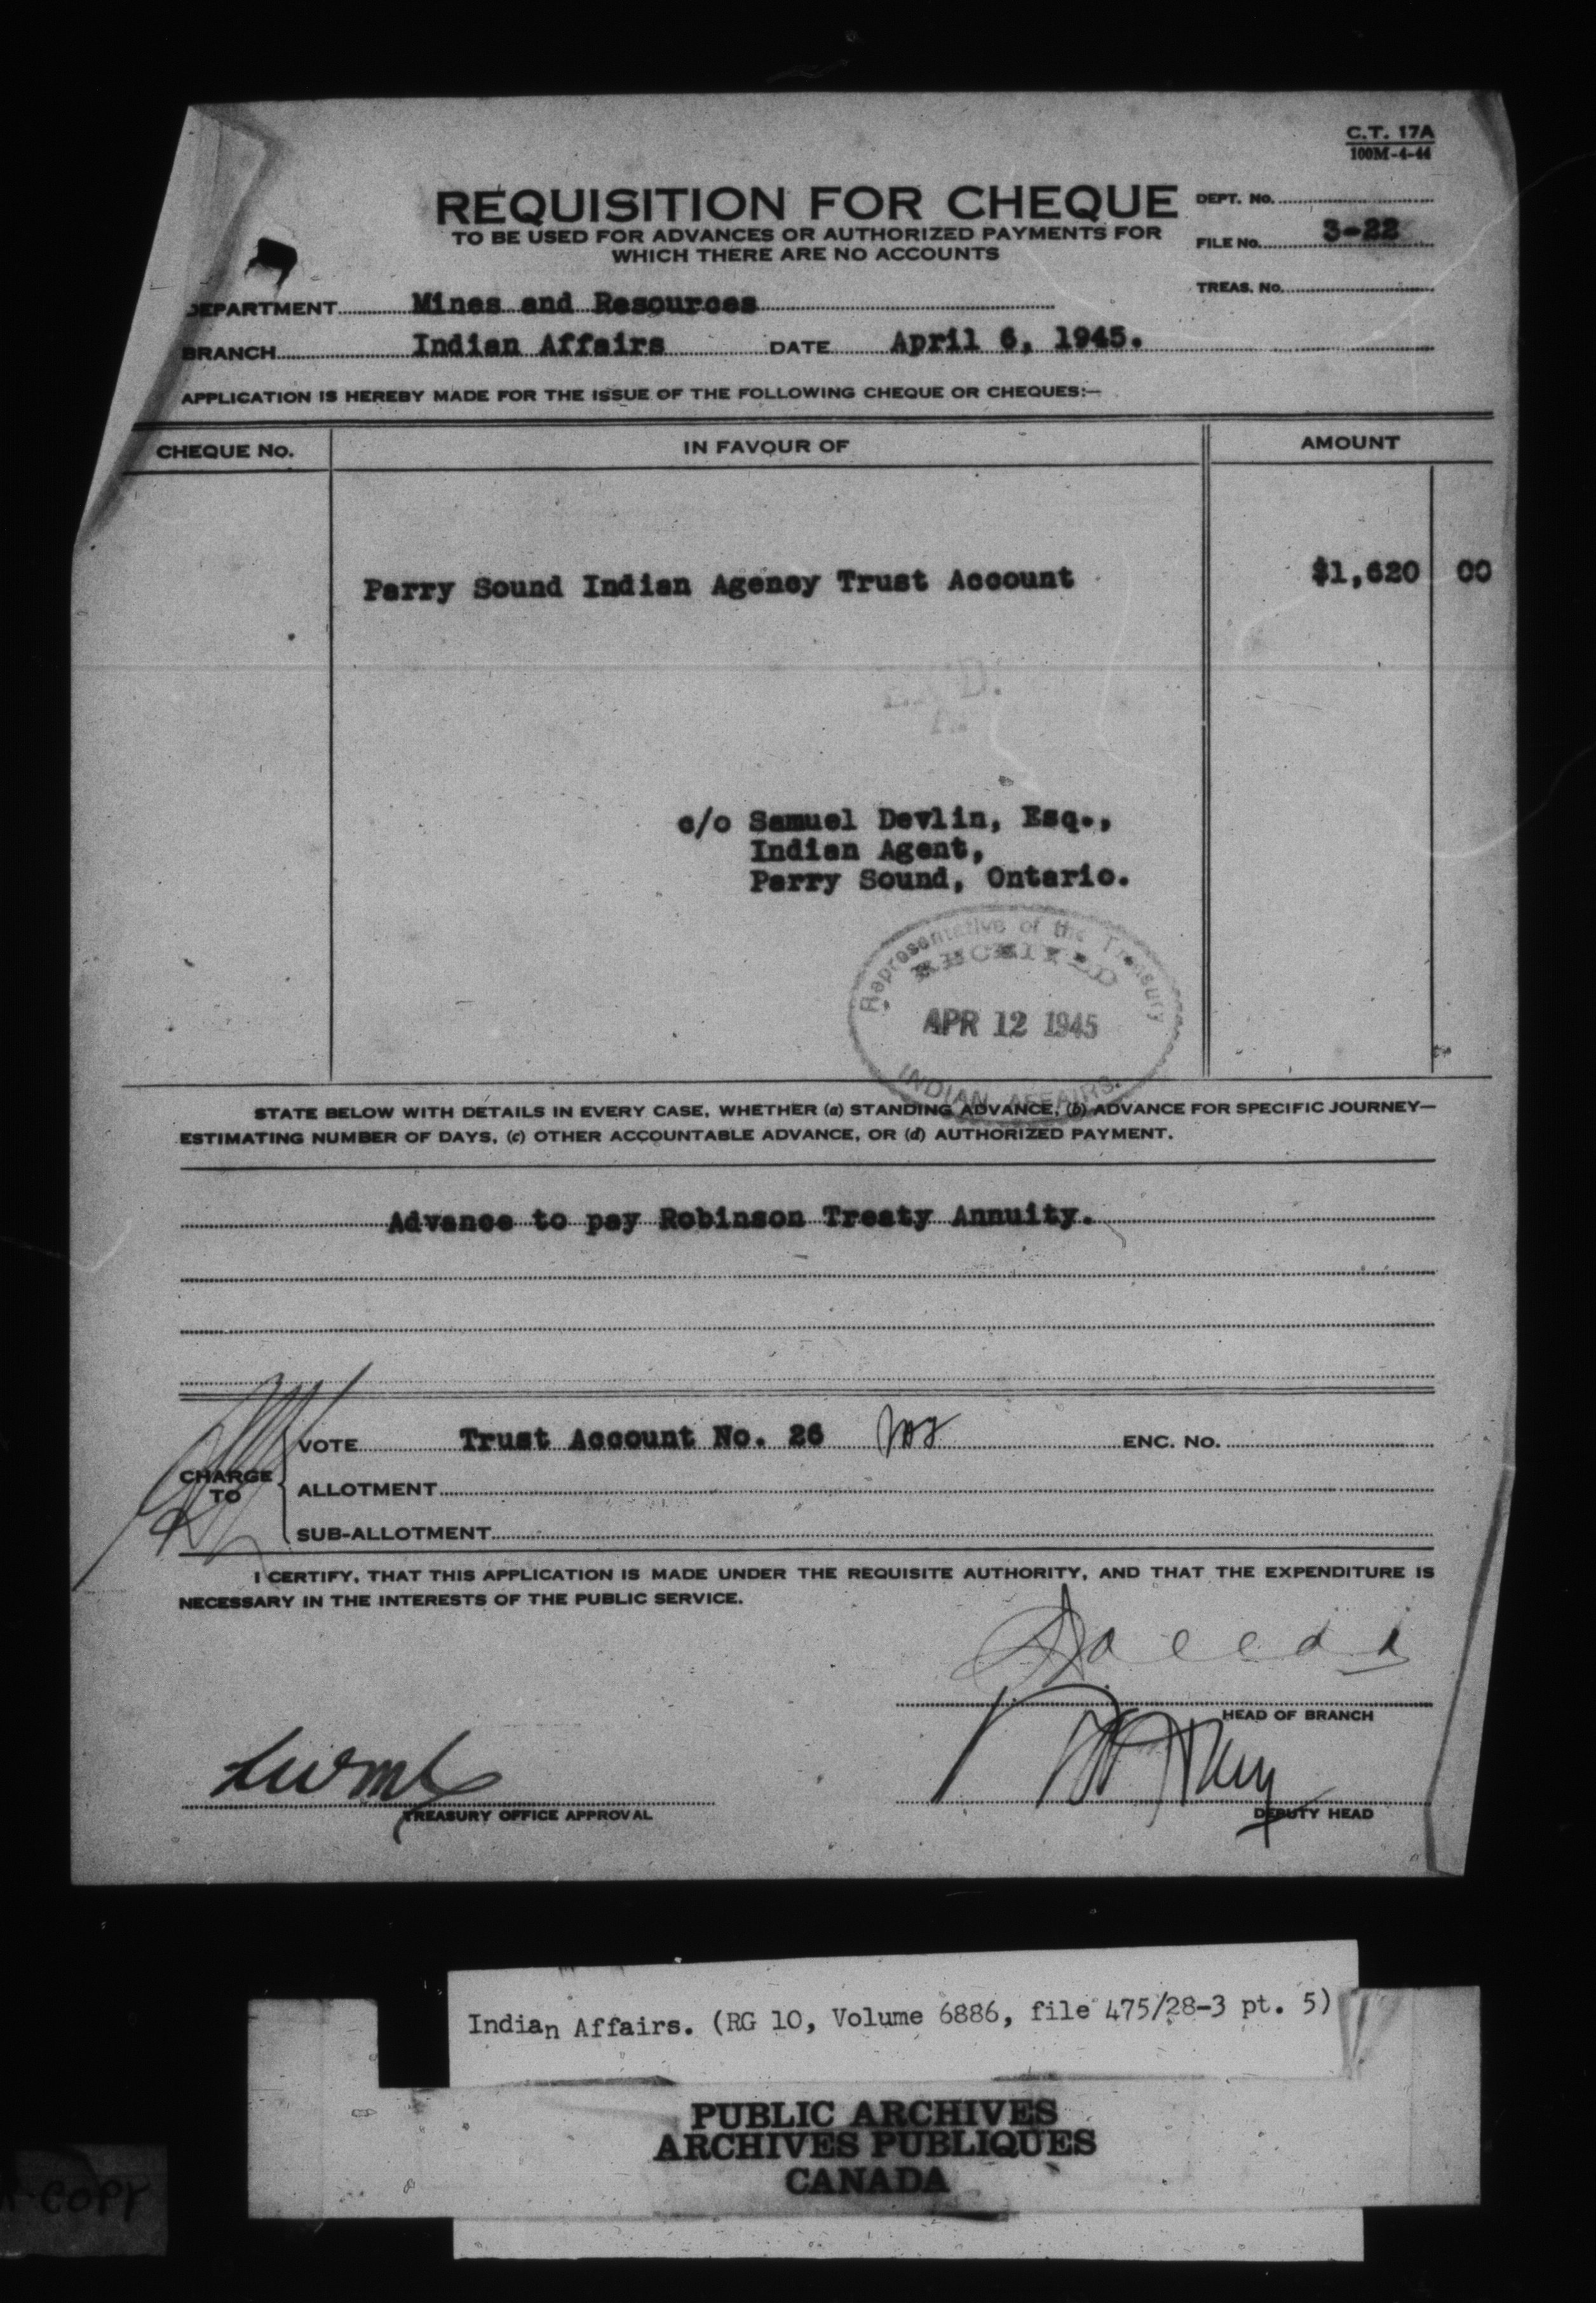 C.T. 17A
100M-4-44
REQUISITION FOR CHEQUE
TO BE USED FOR ADVANCES OR AUTHORIZED PAYMENTS FOR
WHICH THERE ARE NO ACCOUNTS
DEPT. No.
FILE No. 3-22
TREAS. No.
DEPARTMENT Mines and Resources
BRANCH Indian Affairs DATE April 6, 1945.
APPLICATION IS HEREBY MADE FOR THE ISSUE OF THE FOLLOWING CHEQUE OR CHEQUES:—
CHEQUE No. IN FAVOUR OF AMOUNT
Parry Sound Indian Agency Trust Account $1,620 00
c/o Samuel Devlin, Esq.,
Indian Agent,
Parry Sound, Ontario.
Representative of the Treasury
RECEIVED
APR 12 1945
INDIAN AFFAIRS.
STATE BELOW WITH DETAILS IN EVERY CASE, WHETHER (a) STANDING ADVANCE, (b) ADVANCE FOR SPECIFIC JOURNEY—
ESTIMATING NUMBER OF DAYS, (c) OTHER ACCOUNTABLE ADVANCE, OR (d) AUTHORIZED PAYMENT.
Advance to pay Robinson Treaty Annuity.
CHARGE TO
VOTE Trust Account No. 26 ENC. No.
ALLOTMENT
SUB-ALLOTMENT
I CERTIFY, THAT THIS APPLICATION IS MADE UNDER THE REQUISITE AUTHORITY, AND THAT THE EXPENDITURE IS
NECESSARY IN THE INTERESTS OF THE PUBLIC SERVICE.
HEAD OF BRANCH
TREASURY OFFICE APPROVAL
DEPUTY HEAD
Indian Affairs. (RG 10, Volume 6886, file 475/28-3 pt. 5)
PUBLIC ARCHIVES
ARCHIVES PUBLIQUES
CANADA
copy